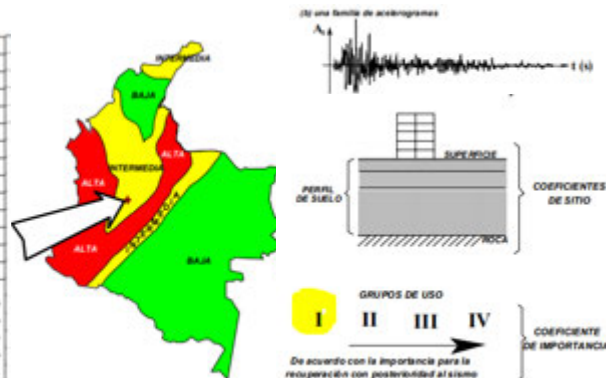 INTERMEDIA
BAJA
INTERMEDIA
ALTA
ALTA
ALTA
BAJA
(b) una familia de acelerogramas
t (s)
SUPERFICIE
PERFIL
DE SUELO
ROCA
COEFICIENTES
DE SITIO
GRUPOS DE USO
I II III IV
COEFICIENTE
DE IMPORTANCIA
De acuerdo con la importancia para la
recuperación con posterioridad al sismo